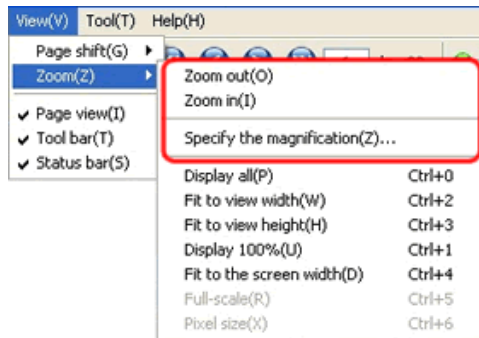 View(V) Tool(T) Help(H)
Page shift(G)
Zoom(Z)
Page view(I)
Tool bar(T)
Status bar(S)
Zoom out(O)
Zoom in(I)
Specify the magnification(Z)...
Display all(P) Ctrl+0
Fit to view width(W) Ctrl+2
Fit to view height(H) Ctrl+3
Display 100%(U) Ctrl+1
Fit to the screen width(D) Ctrl+4
Full-scale(R) Ctrl+5
Pixel size(X) Ctrl+6